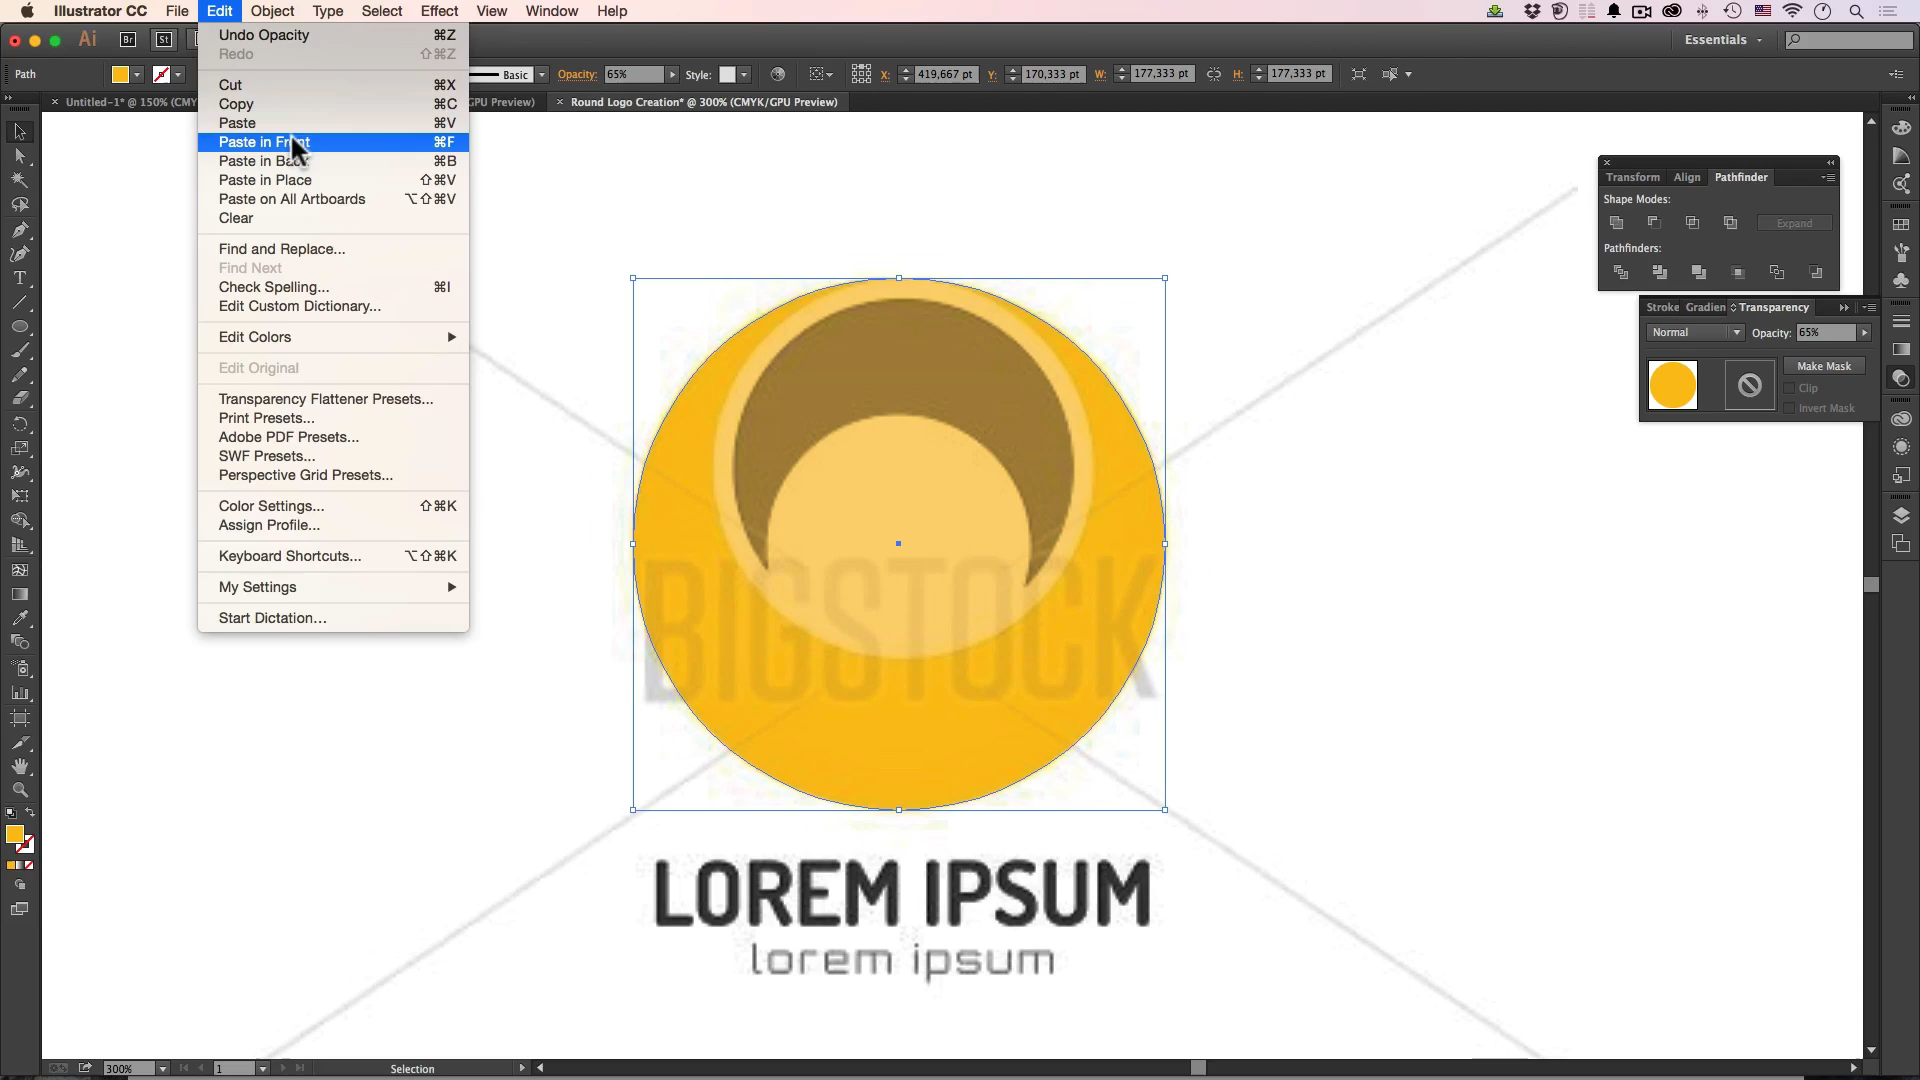 Illustrator CC File Edit Object Type Select Effect View Window Help
Ai Br St Essentials
Path Basic Opacity: 65% Style: X: 419,667 pt Y: 170,333 pt W: 177,333 pt H: 177,333 pt
× Untitled-1* @ 150% (CMY GPU Preview) × Round Logo Creation* @ 300% (CMYK/GPU Preview)
Undo Opacity ⌘Z
Redo ⇧⌘Z
Cut ⌘X
Copy ⌘C
Paste ⌘V
Paste in Fr nt ⌘F
Paste in Ba ⌘B
Paste in Place ⇧⌘V
Paste on All Artboards ⌥⇧⌘V
Clear
Find and Replace...
Find Next
Check Spelling... ⌘I
Edit Custom Dictionary...
Edit Colors
Edit Original
Transparency Flattener Presets...
Print Presets...
Adobe PDF Presets...
SWF Presets...
Perspective Grid Presets...
Color Settings... ⇧⌘K
Assign Profile...
Keyboard Shortcuts... ⌥⇧⌘K
My Settings
Start Dictation...
Transform Align Pathfinder
Shape Modes:
Expand
Pathfinders:
Stroke Gradien Transparency
Normal Opacity: 65%
Make Mask
Clip
Invert Mask
BIGSTOCK
LOREM IPSUM
lorem ipsum
300% 1 Selection